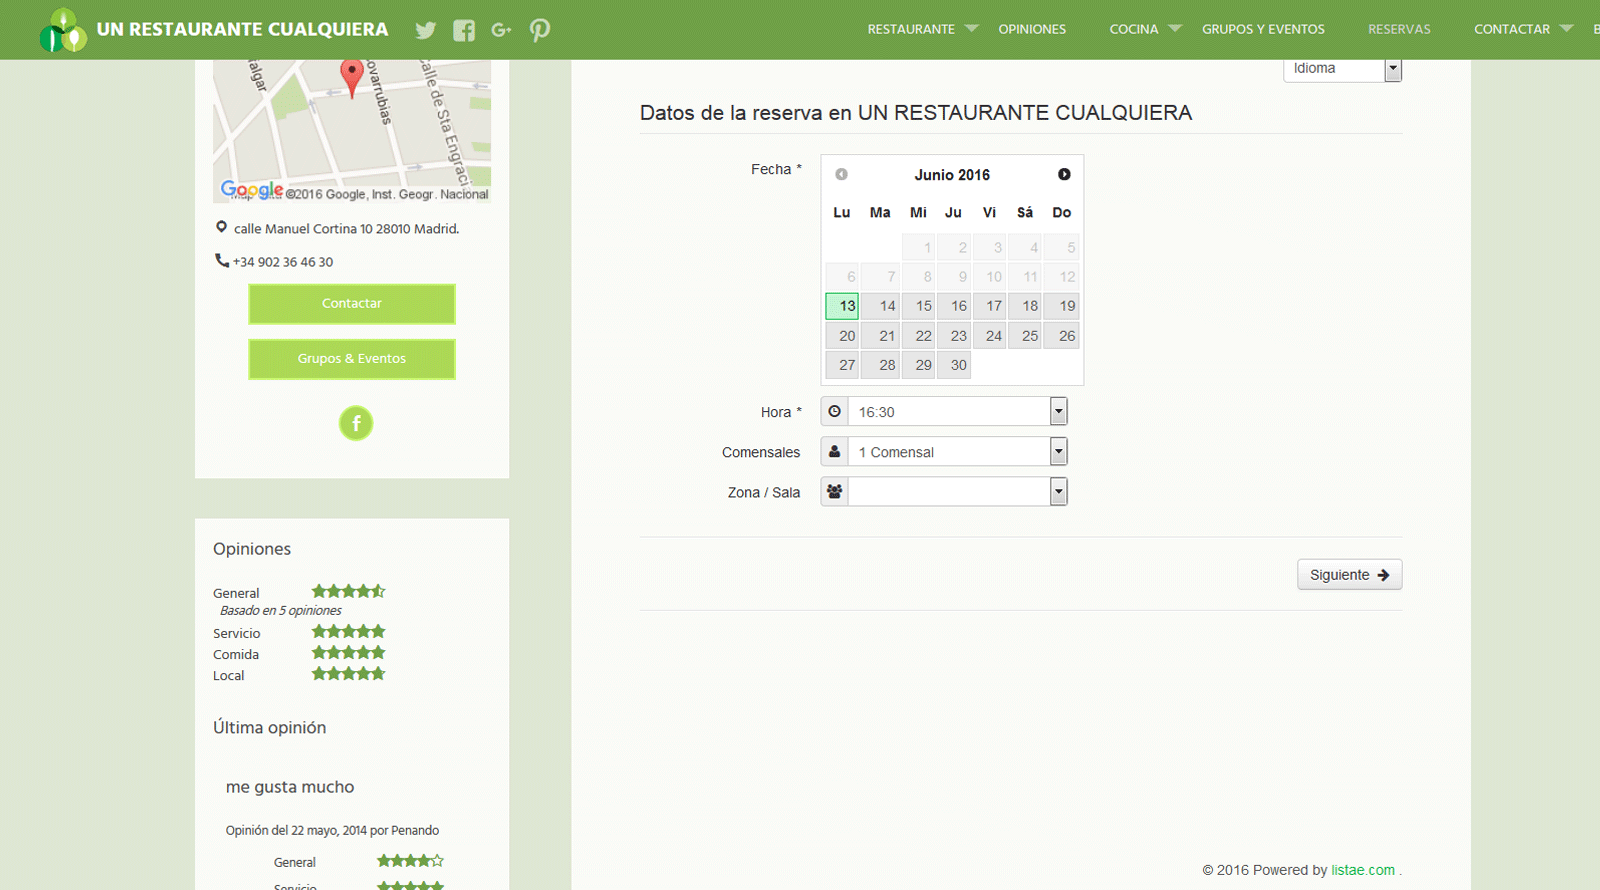 UN RESTAURANTE CUALQUIERA
RESTAURANTE
OPINIONES
COCINA
GRUPOS Y EVENTOS
RESERVAS
CONTACTAR
ovarrubias
Calle de Sta Engracia
Google
©2016 Google, Inst. Geogr. Nacional
calle Manuel Cortina 10 28010 Madrid.
+34 902 36 46 30
Contactar
Grupos & Eventos
f
Opiniones
General
Basado en 5 opiniones
Servicio
Comida
Local
Última opinión
me gusta mucho
Opinión del 22 mayo, 2014 por Penando
General
Servicio
Idioma
Datos de la reserva en UN RESTAURANTE CUALQUIERA
Fecha *
Junio 2016
Lu Ma Mi Ju Vi Sá Do
1 2 3 4 5
6 7 8 9 10 11 12
13 14 15 16 17 18 19
20 21 22 23 24 25 26
27 28 29 30
Hora *
16:30
Comensales
1 Comensal
Zona / Sala
Siguiente
© 2016 Powered by listae.com .